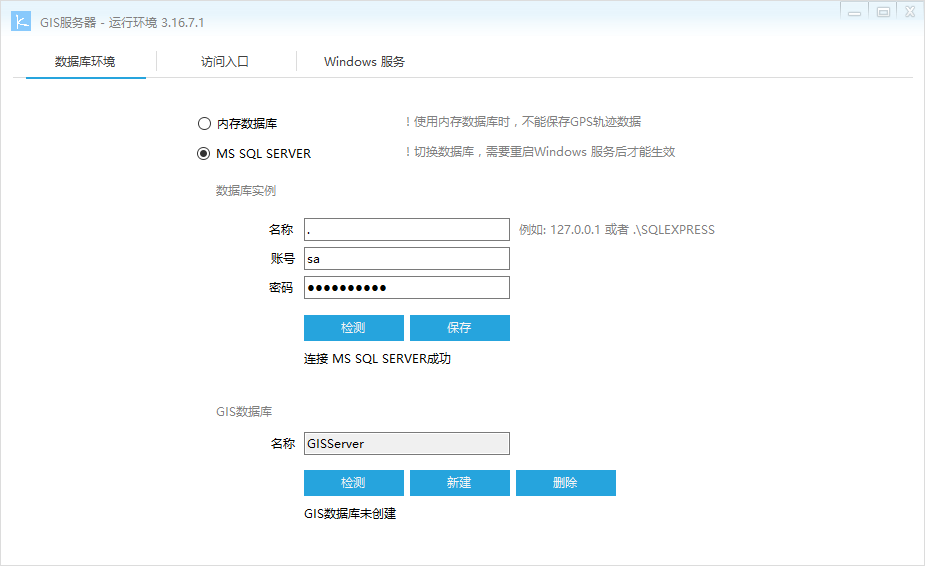 GIS服务器 - 运行环境 3.16.7.1
数据库环境 访问入口 Windows 服务
内存数据库 ! 使用内存数据库时，不能保存GPS轨迹数据
MS SQL SERVER ! 切换数据库，需要重启Windows 服务后才能生效
数据库实例
名称 . 例如: 127.0.0.1 或者 .\SQLEXPRESS
账号 sa
密码 ●●●●●●●●●●
检测 保存
连接 MS SQL SERVER成功
GIS数据库
名称 GISServer
检测 新建 删除
GIS数据库未创建